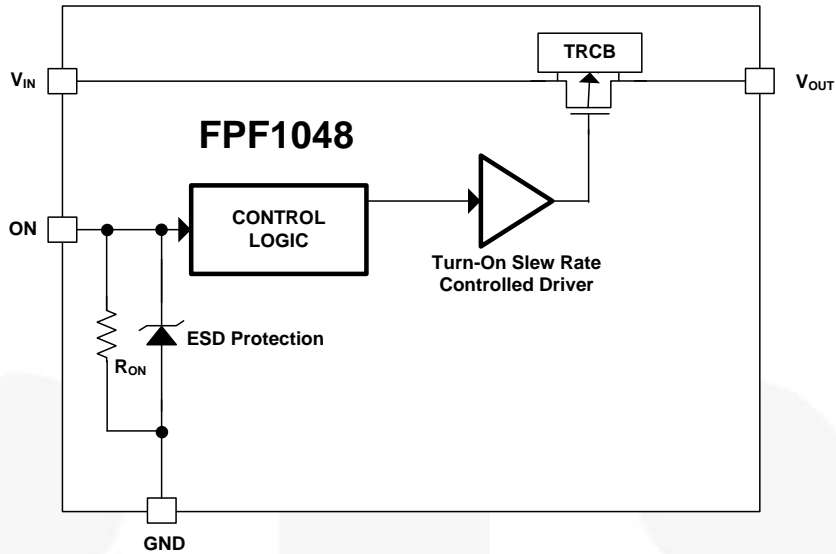 TRCB
VIN
VOUT
FPF1048
ON
CONTROL
LOGIC
Turn-On Slew Rate
Controlled Driver
ESD Protection
RON
GND